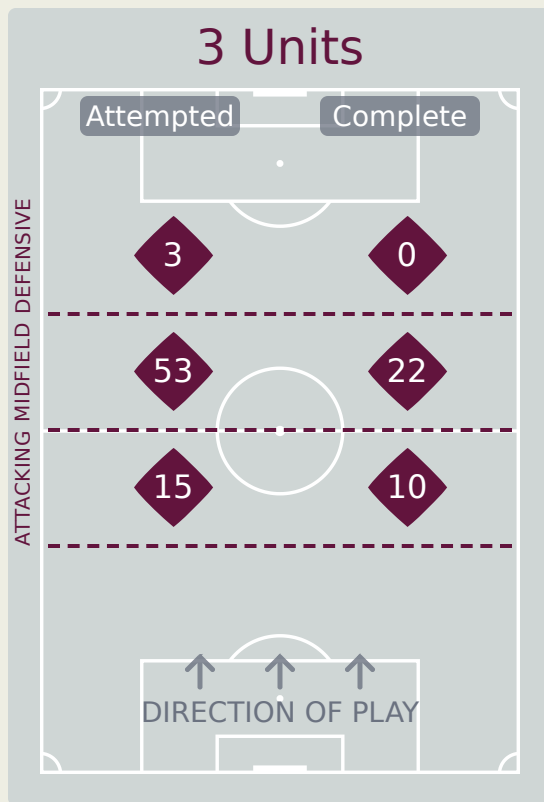 3 Units
Attempted Complete
3 0
53 22
15 10
ATTACKING MIDFIELD DEFENSIVE
DIRECTION OF PLAY